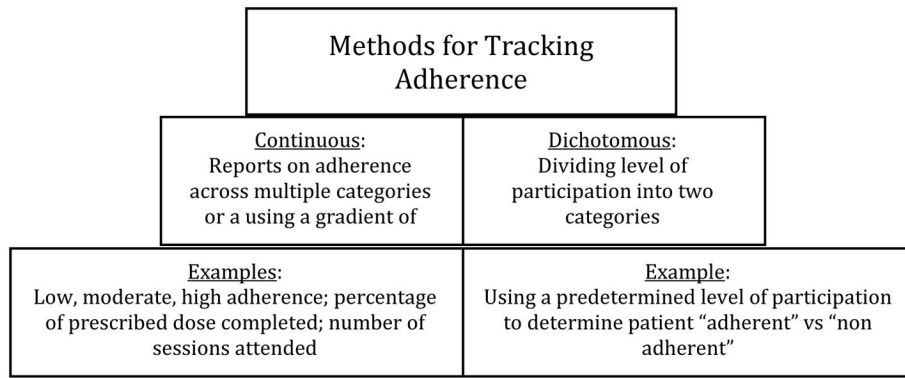 Methods for Tracking
Adherence
Continuous:
Reports on adherence
across multiple categories
or a using a gradient of
Dichotomous:
Dividing level of
participation into two
categories
Examples:
Low, moderate, high adherence; percentage
of prescribed dose completed; number of
sessions attended
Example:
Using a predetermined level of participation
to determine patient “adherent” vs “non
adherent”